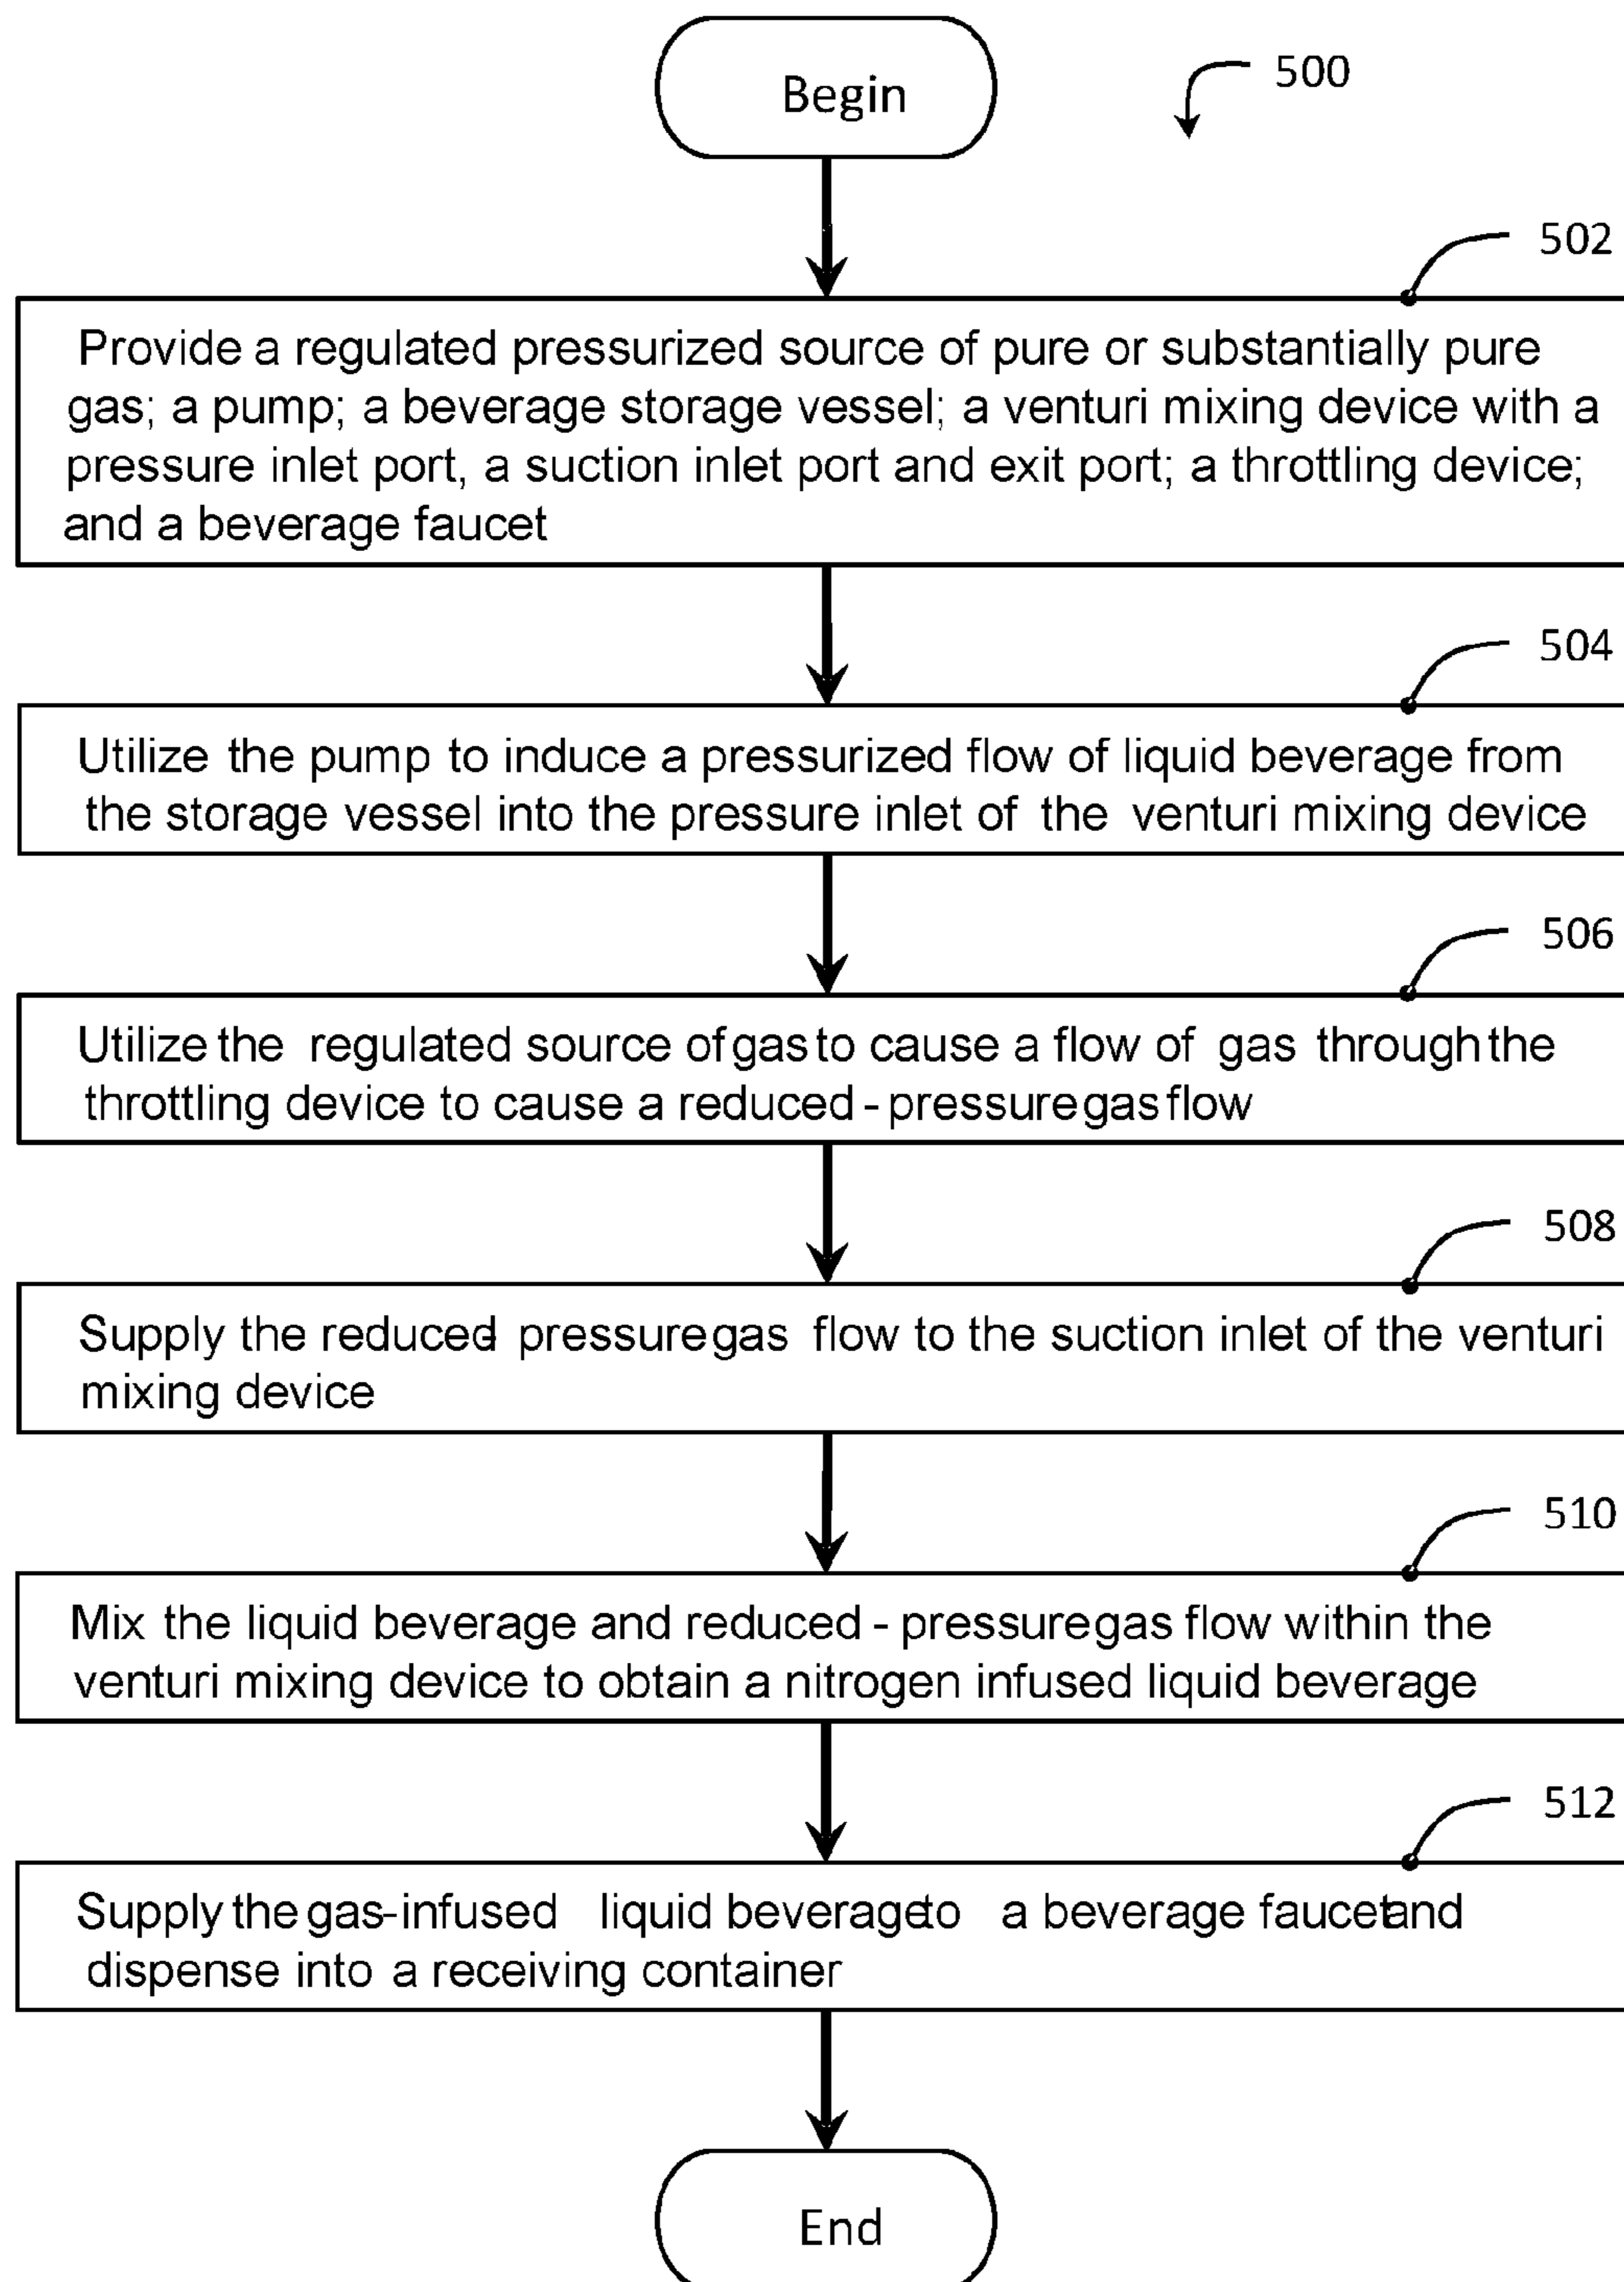 Begin
500
502
Provide a regulated pressurized source of pure or substantially pure
gas; a pump; a beverage storage vessel; a venturi mixing device with a
pressure inlet port, a suction inlet port and exit port; a throttling device;
and a beverage faucet
504
Utilize the pump to induce a pressurized flow of liquid beverage from
the storage vessel into the pressure inlet of the venturi mixing device
506
Utilize the regulated source of gas to cause a flow of gas through the
throttling device to cause a reduced - pressure gas flow
508
Supply the reduced- pressure gas flow to the suction inlet of the venturi
mixing device
510
Mix the liquid beverage and reduced - pressure gas flow within the
venturi mixing device to obtain a nitrogen infused liquid beverage
512
Supply the gas-infused liquid beverage to a beverage faucet and
dispense into a receiving container
End